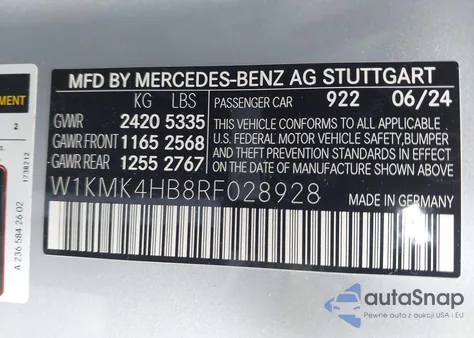 MFD BY MERCEDES-BENZ AG STUTTGART
KG LBS
PASSENGER CAR 922 06/24
GVWR 2420 5335
GAWR FRONT 1165 2568
GAWR REAR 1255 2767
THIS VEHICLE CONFORMS TO ALL APPLICABLE
U.S. FEDERAL MOTOR VEHICLE SAFETY,BUMPER
AND THEFT PREVENTION STANDARDS IN EFFECT
ON THE DATE OF MANUFACTURE SHOWN ABOVE.
W1KMK4HB8RF028928
MADE IN GERMANY
MENT
2
1738212
A 236 584 26 02
autoSnap
Pewne auta z aukcji USA i EU